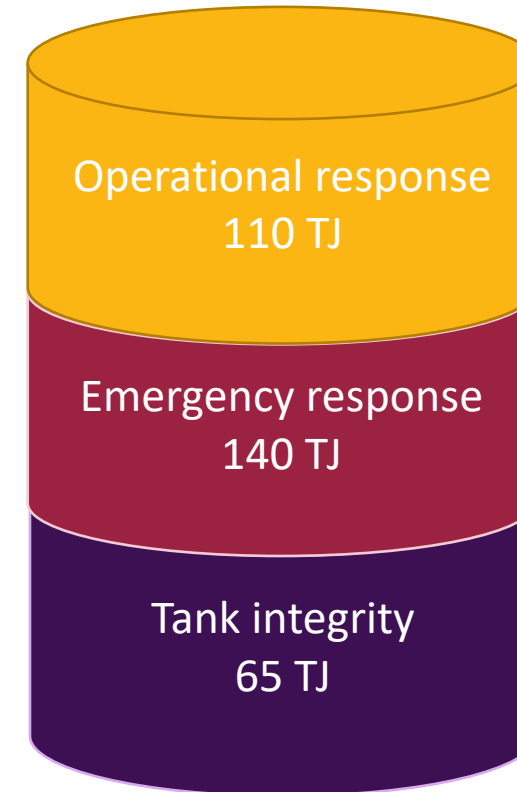 Operational response
110 TJ
Emergency response
140 TJ
Tank integrity
65 TJ